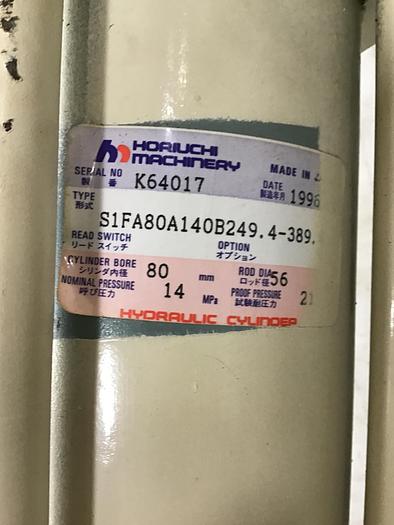 HORIUCHI
MACHINERY
MADE IN
SERIAL NO
製 番
K64017
DATE
製造年月
1996
TYPE
形式
S1FA80A140B249.4-389.
READ SWITCH
リード スイッチ
OPTION
オプション
CYLINDER BORE
シリンダ内径
80 mm
ROD DIA
ロッド径
56
NOMINAL PRESSURE
呼び圧力
14 MPa
PROOF PRESSURE
試験耐圧力
21
HYDRAULIC CYLINDER